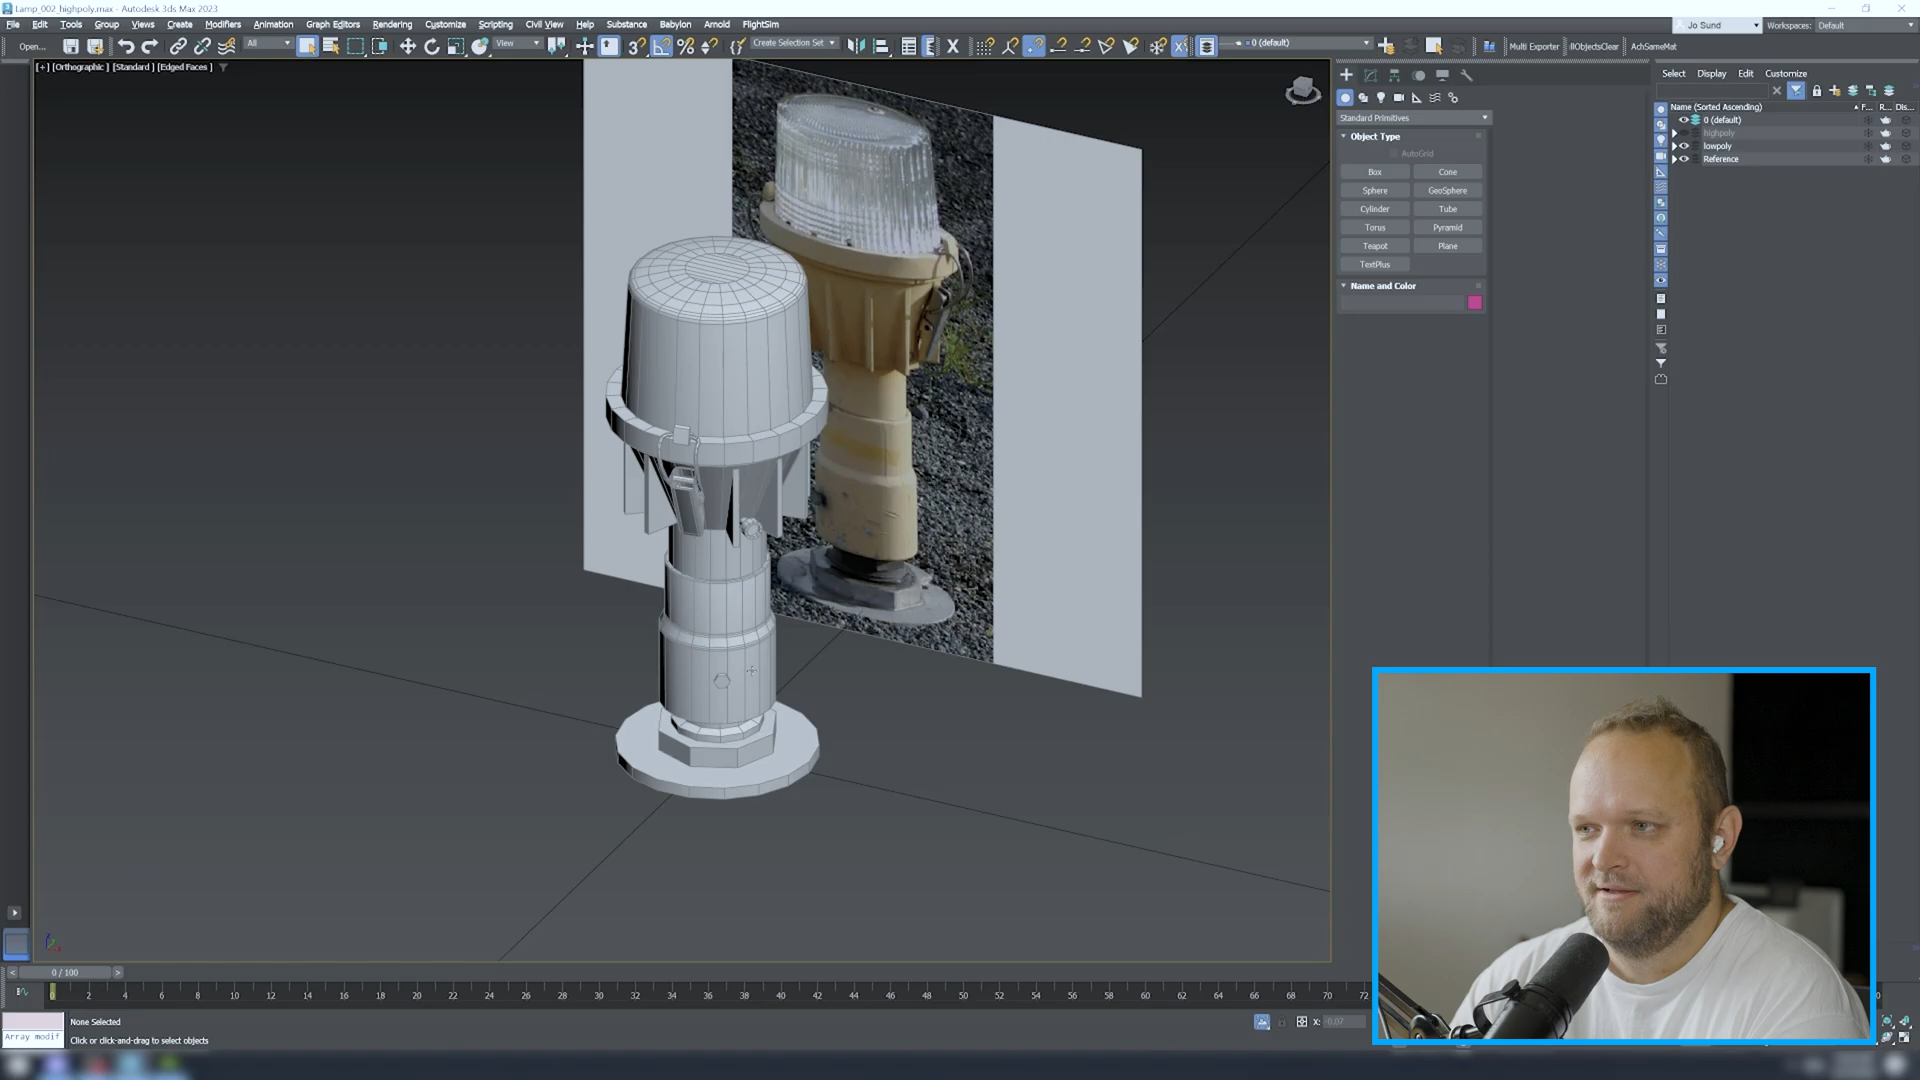 Lamp_002_highpoly.max - Autodesk 3ds Max 2023
File Edit Tools Group Views Create Modifiers Animation Graph Editors Rendering Customize Scripting Civil View Help Substance Babylon Arnold FlightSim
Jo Sund
Workspaces: Default
Open... All View Create Selection Set 0 (default) Multi Exporter AchSameMat
[+] [Orthographic ] [Standard ] [Edged Faces ]
Select Display Edit Customize
Standard Primitives
Name (Sorted Ascending) F... R... Dis...
0 (default)
highpoly
lowpoly
Reference
Object Type
AutoGrid
Box Cone
Sphere GeoSphere
Cylinder Tube
Torus Pyramid
Teapot Plane
TextPlus
Name and Color
< 0 / 100 >
0 2 4 6 8 10 12 14 16 18 20 22 24 26 28 30 32 34 36 38 40 42 44 46 48 50 52 54 56 58 60 62 64 66 68 70 72
None Selected
X: -0.07
Array modif
Click or click-and-drag to select objects